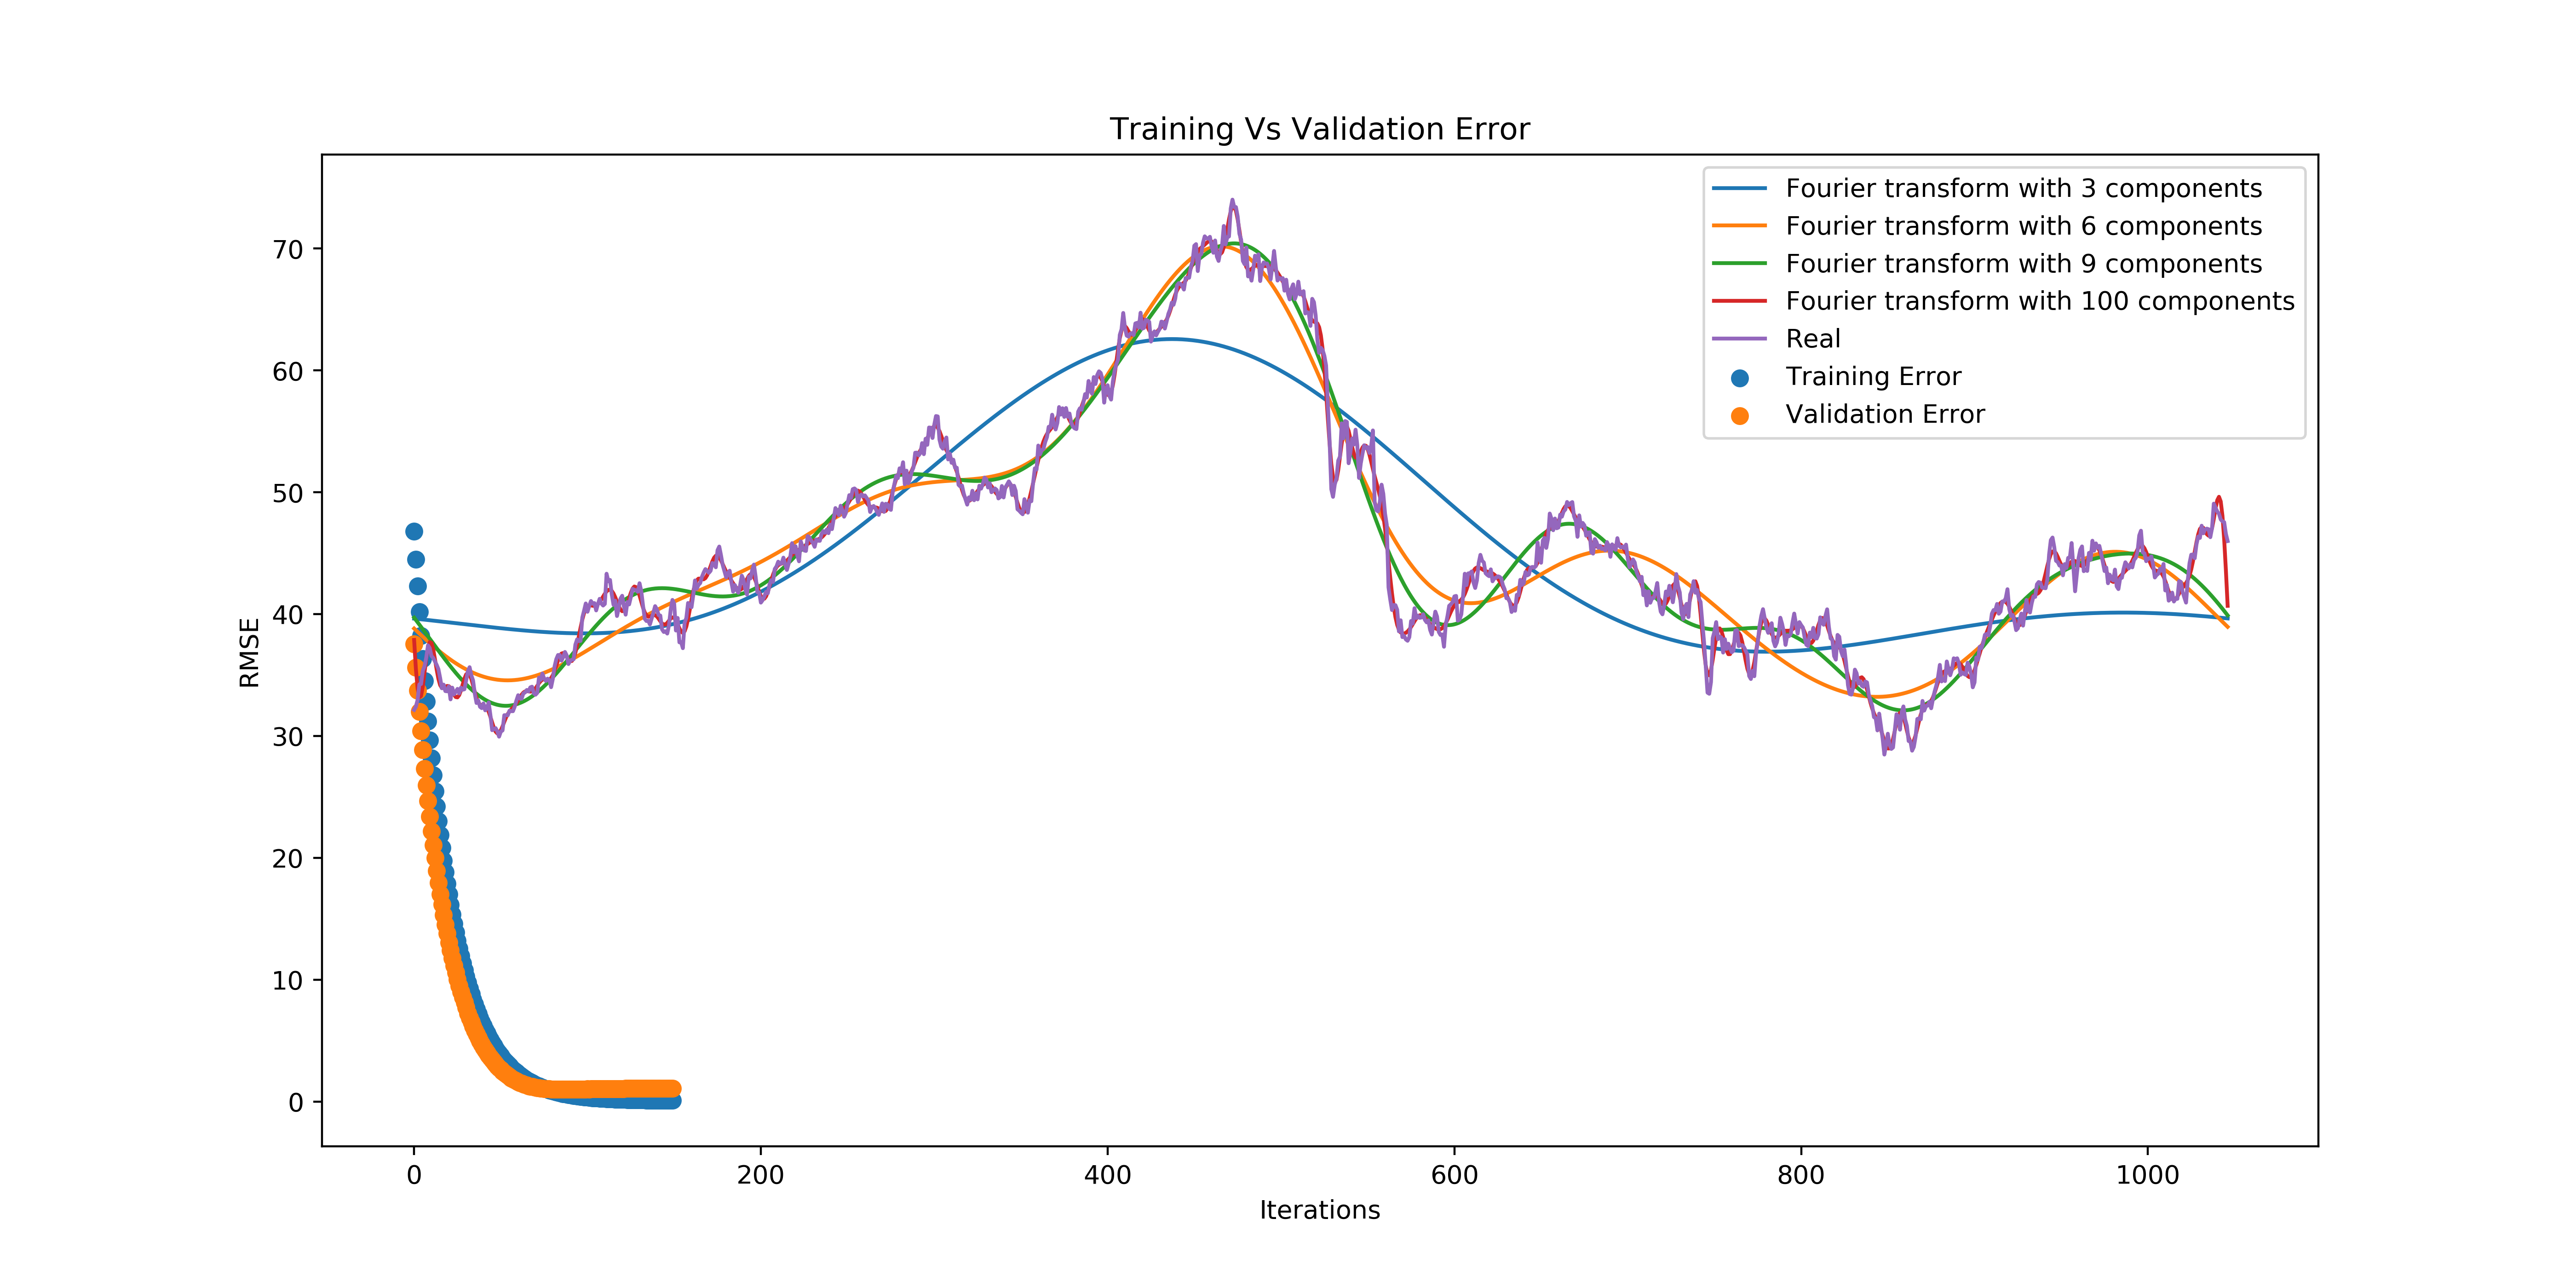 Training Vs Validation Error
Fourier transform with 3 components
Fourier transform with 6 components
Fourier transform with 9 components
Fourier transform with 100 components
Real
Training Error
Validation Error
RMSE
70
60
50
40
30
20
10
0
0 200 400 600 800 1000
Iterations